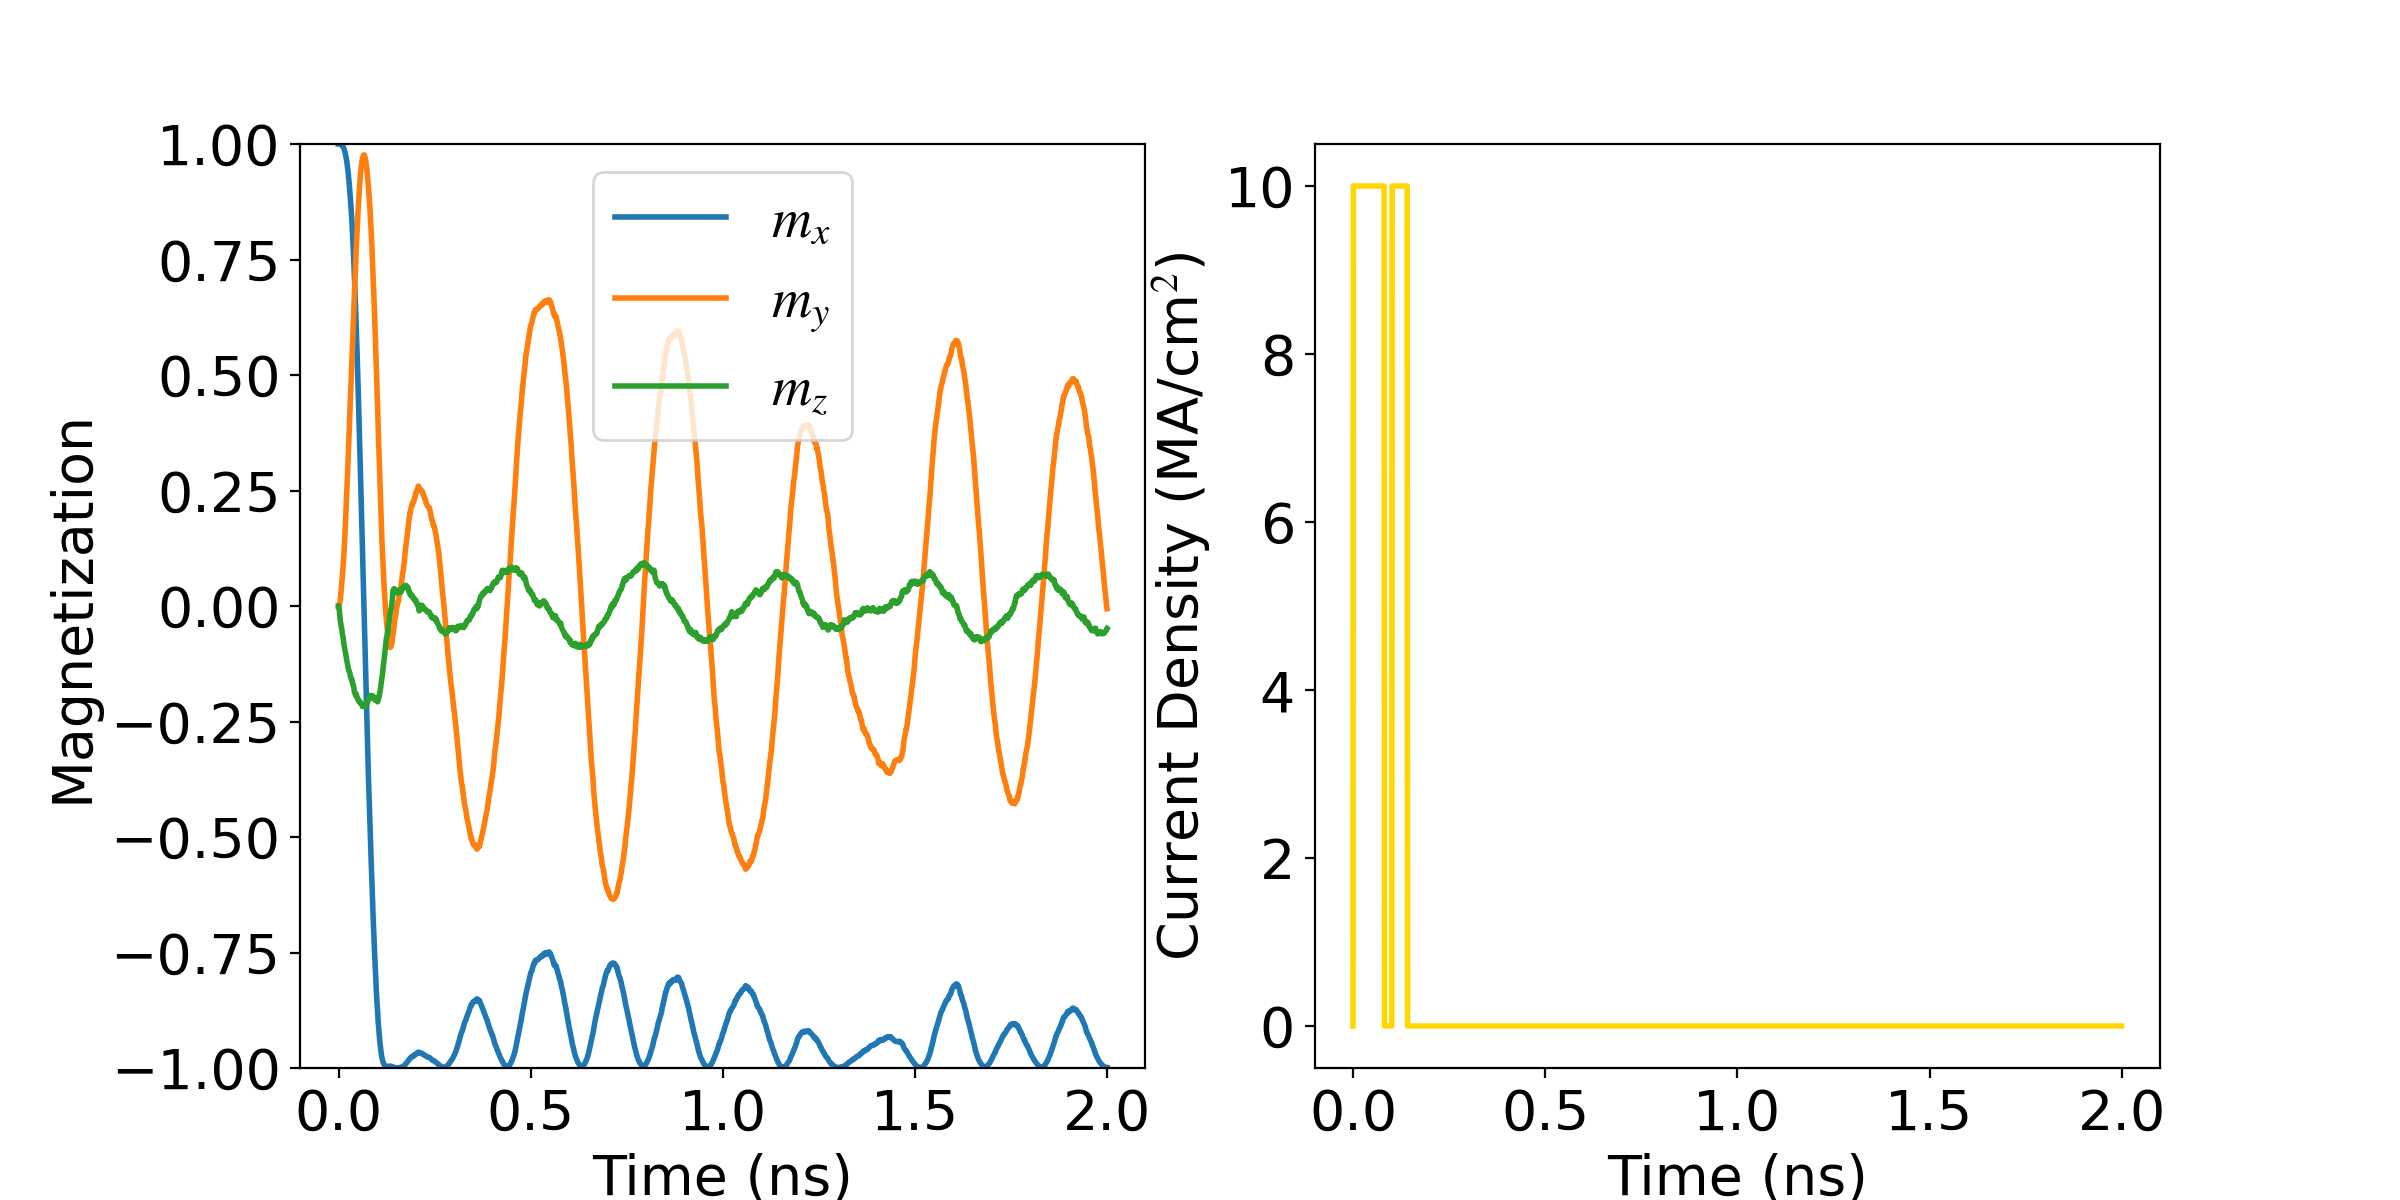 1.00
0.75
0.50
0.25
0.00
−0.25
−0.50
−0.75
−1.00
Magnetization
0.0 0.5 1.0 1.5 2.0
Time (ns)
m_x
m_y
m_z
10
8
6
4
2
0
Current Density (MA/cm²)
0.0 0.5 1.0 1.5 2.0
Time (ns)